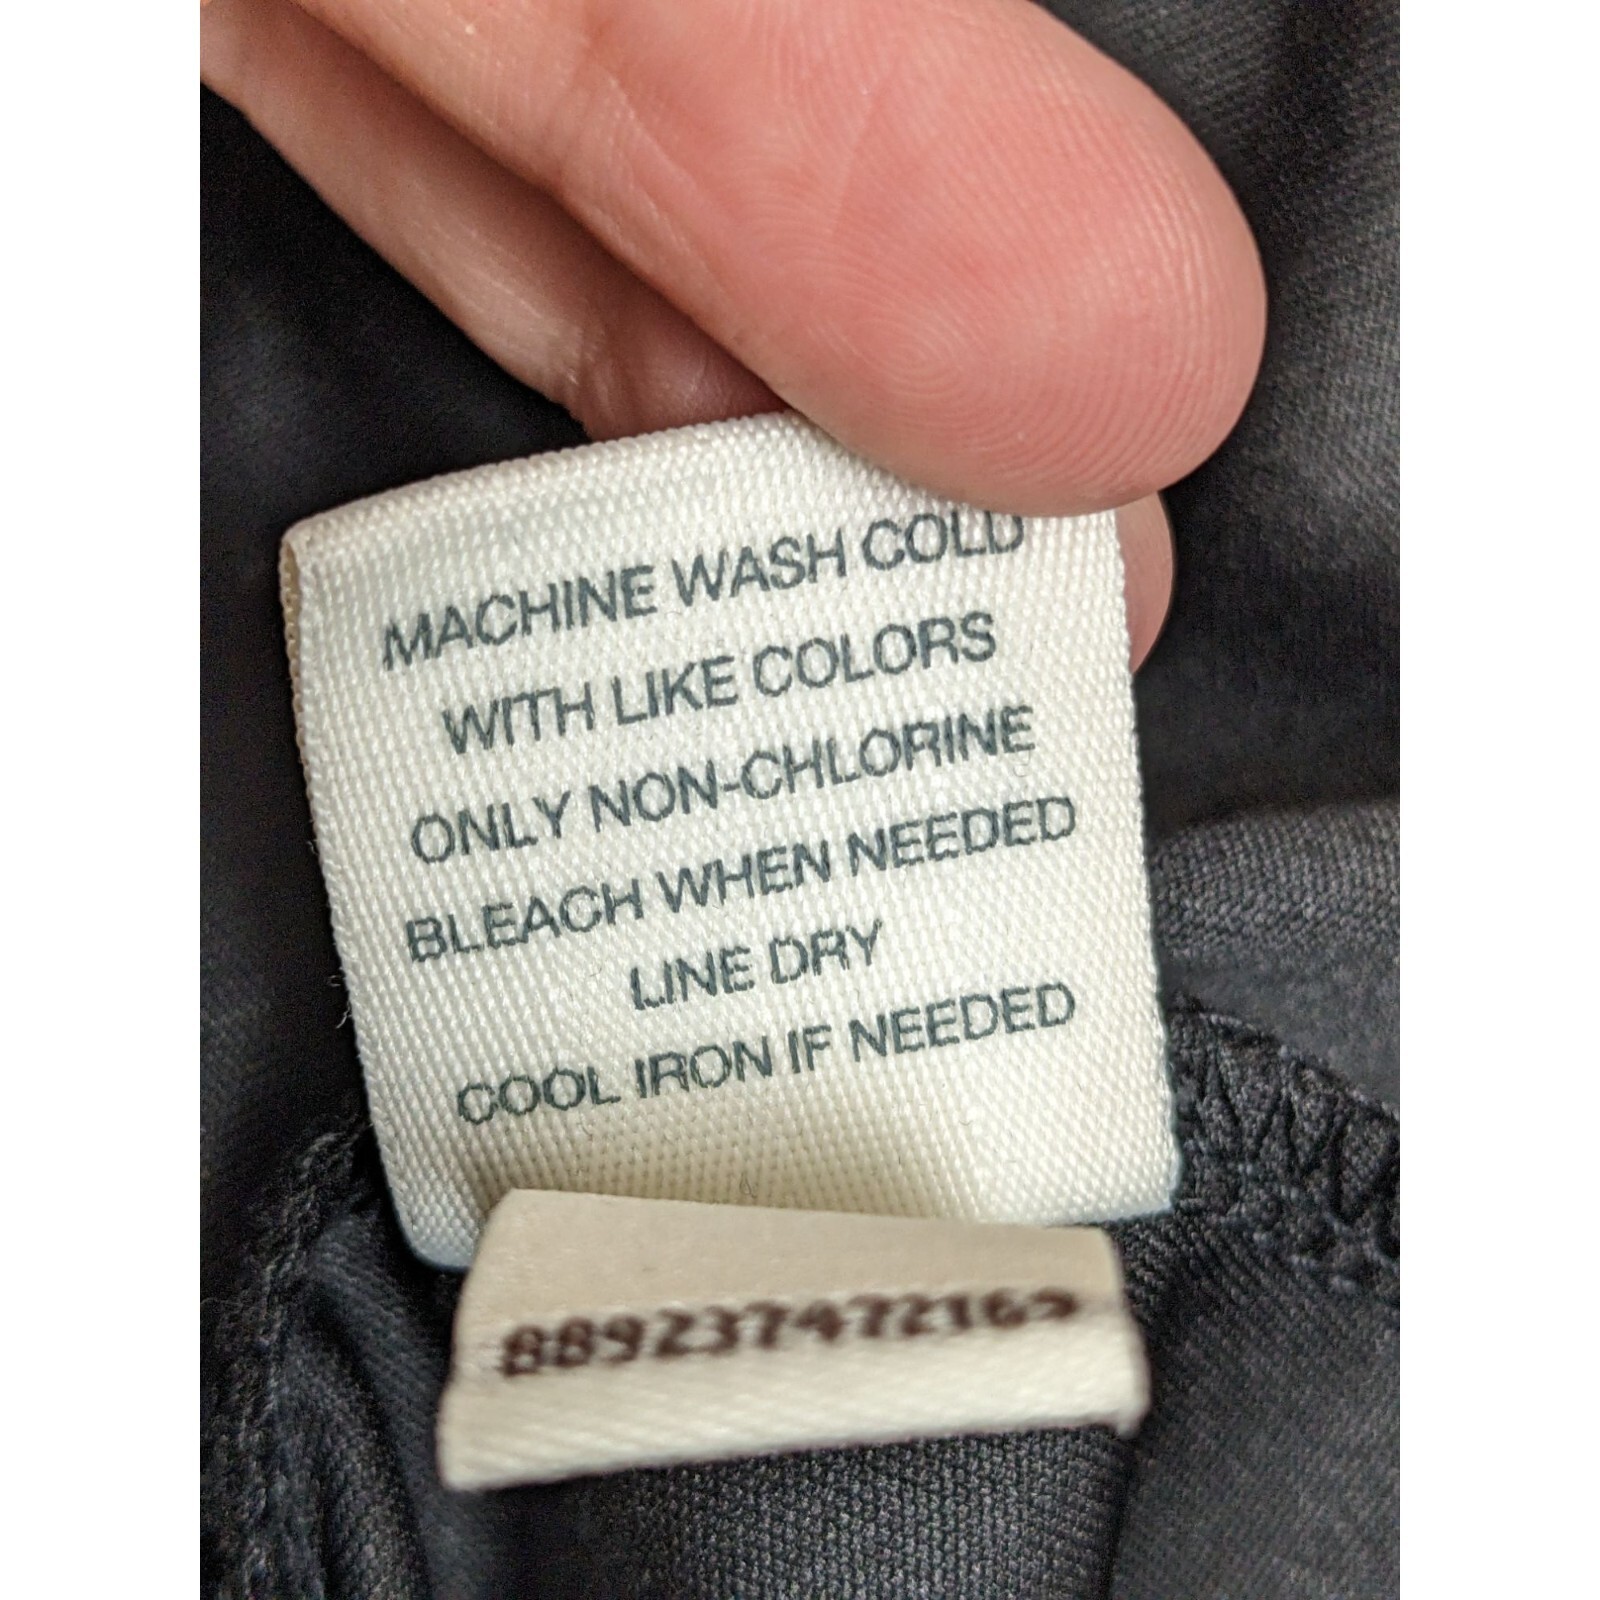 MACHINE WASH COLD
WITH LIKE COLORS
ONLY NON-CHLORINE
BLEACH WHEN NEEDED
LINE DRY
COOL IRON IF NEEDED
889237472165